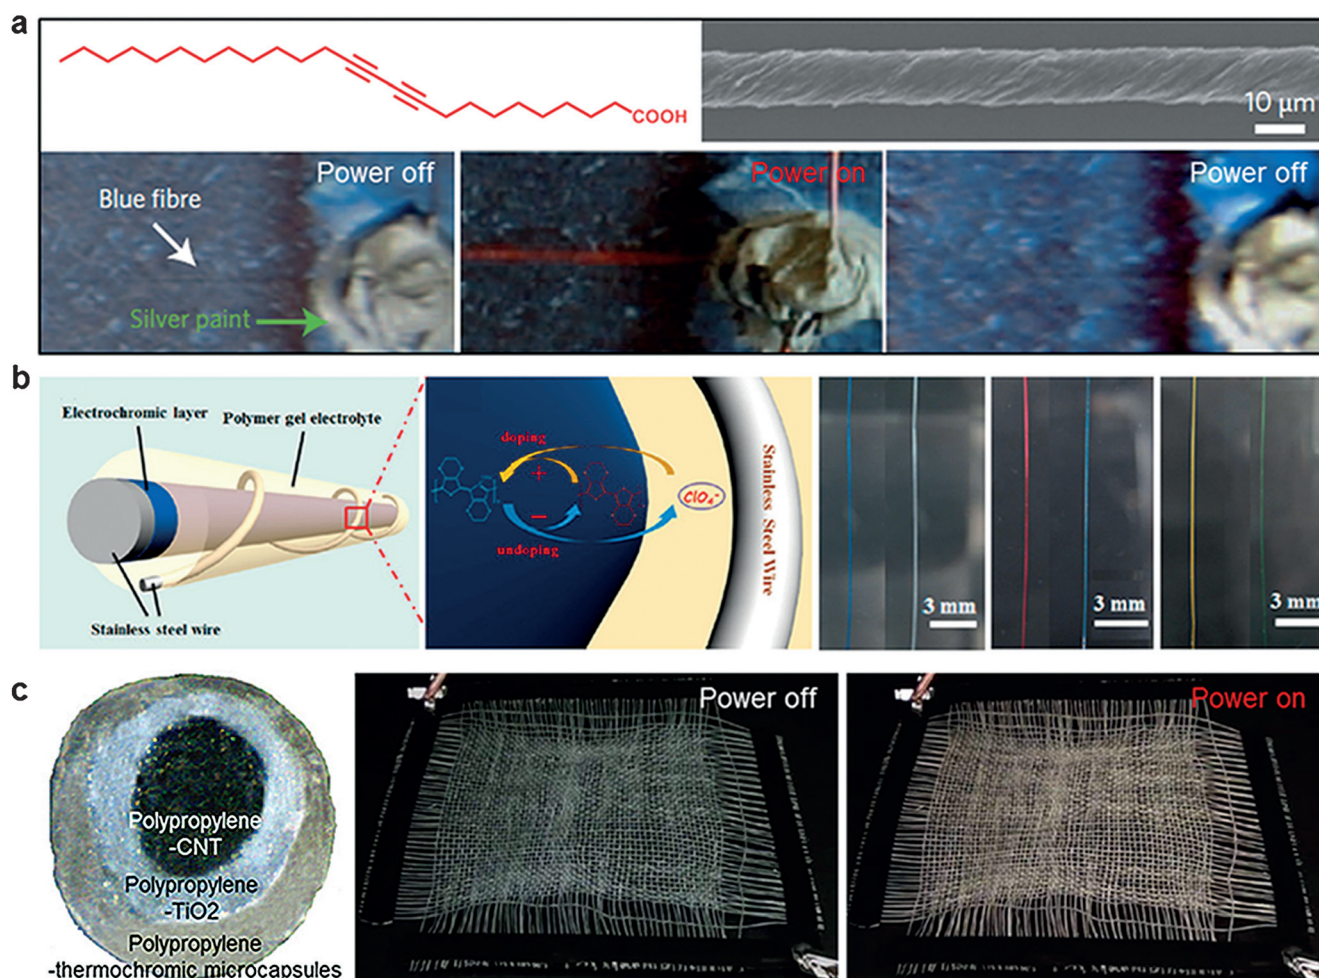 a
COOH
10 µm
Power off
Blue fibre
Silver paint
Power on
Power off
b
Electrochromic layer
Polymer gel electrolyte
Stainless steel wire
doping
+
ClO₄⁻
−
undoping
Stainless Steel Wire
3 mm
3 mm
3 mm
c
Polypropylene
-CNT
Polypropylene
-TiO2
Polypropylene
-thermochromic microcapsules
Power off
Power on